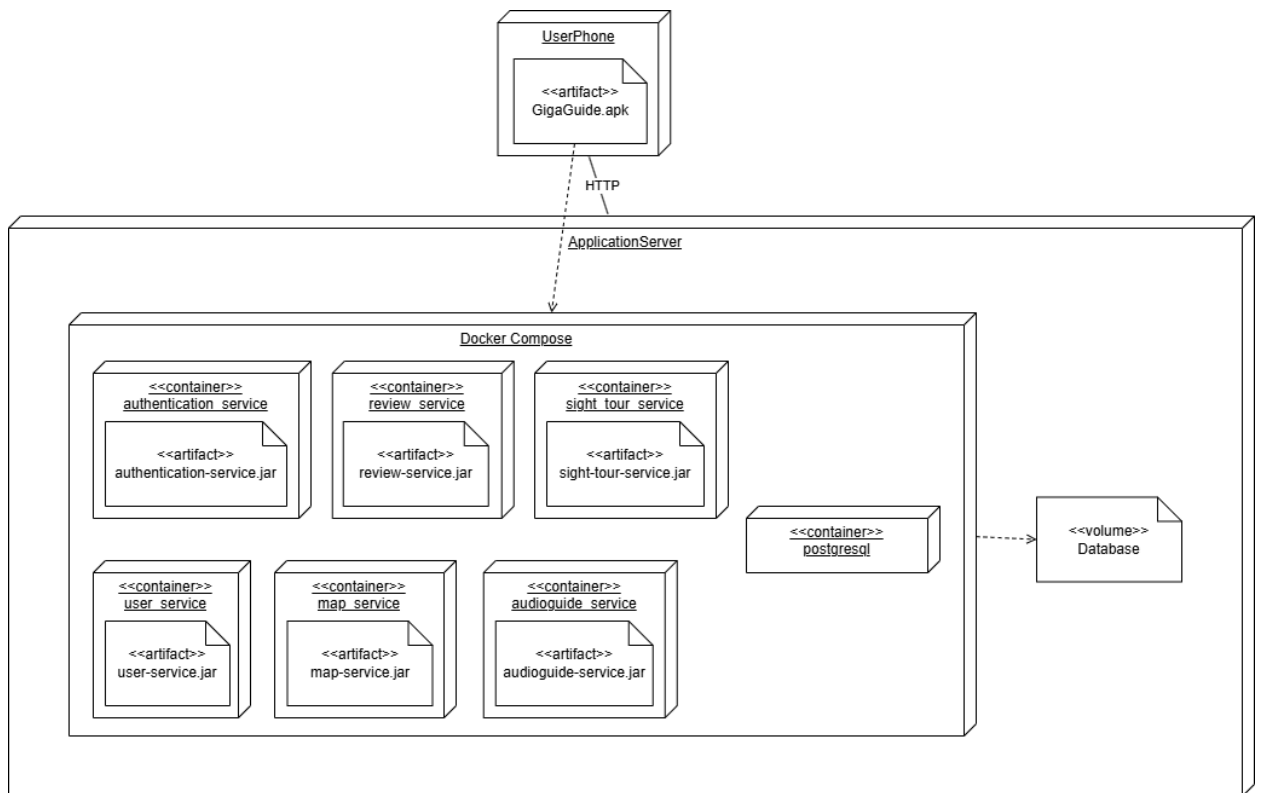 UserPhone
<<artifact>>
GigaGuide.apk
HTTP
ApplicationServer
Docker Compose
<<container>>
authentication_service
<<artifact>>
authentication-service.jar
<<container>>
review_service
<<artifact>>
review-service.jar
<<container>>
sight_tour_service
<<artifact>>
sight-tour-service.jar
<<container>>
postgresql
<<volume>>
Database
<<container>>
user_service
<<artifact>>
user-service.jar
<<container>>
map_service
<<artifact>>
map-service.jar
<<container>>
audioguide_service
<<artifact>>
audioguide-service.jar